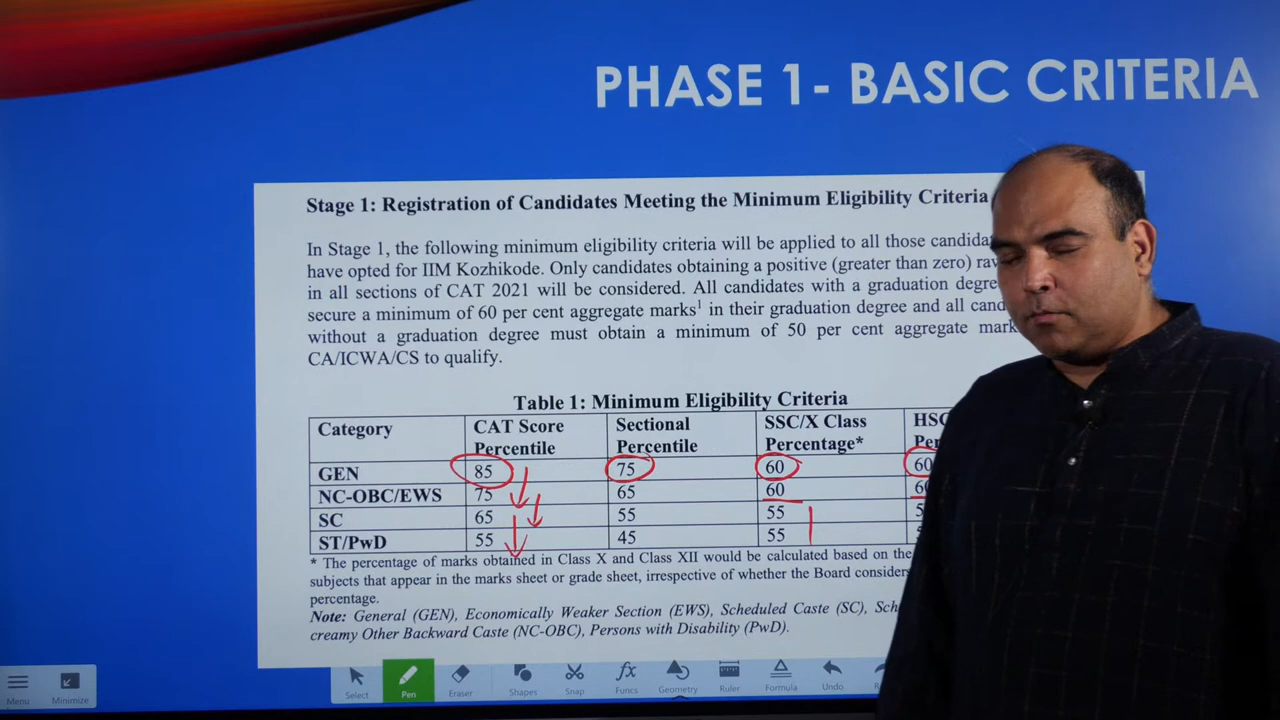 PHASE 1- BASIC CRITERIA
Stage 1: Registration of Candidates Meeting the Minimum Eligibility Criteria
In Stage 1, the following minimum eligibility criteria will be applied to all those
have opted for IIM Kozhikode. Only candidates obtaining a positive (greater than zero)
in all sections of CAT 2021 will be considered. All candidates with a graduation
secure a minimum of 60 per cent aggregate marks1 in their graduation degree and all
without a graduation degree must obtain a minimum of 50 per cent aggregate
CA/ICWA/CS to qualify.
Table 1: Minimum Eligibility Criteria
Category CAT Score Percentile Sectional Percentile SSC/X Class Percentage*
GEN 85 75 60 60
NC-OBC/EWS 75 65 60
SC 65 55 55
ST/PwD 55 45 55
* The percentage of marks obtained in Class X and Class XII would be calculated based on the
subjects that appear in the marks sheet or grade sheet, irrespective of whether the Board
percentage.
Note: General (GEN), Economically Weaker Section (EWS), Scheduled Caste (SC),
creamy Other Backward Caste (NC-OBC), Persons with Disability (PwD).
Menu Minimize Select Pen Eraser Shapes Snap fx Funcs Geometry Ruler Formula Undo